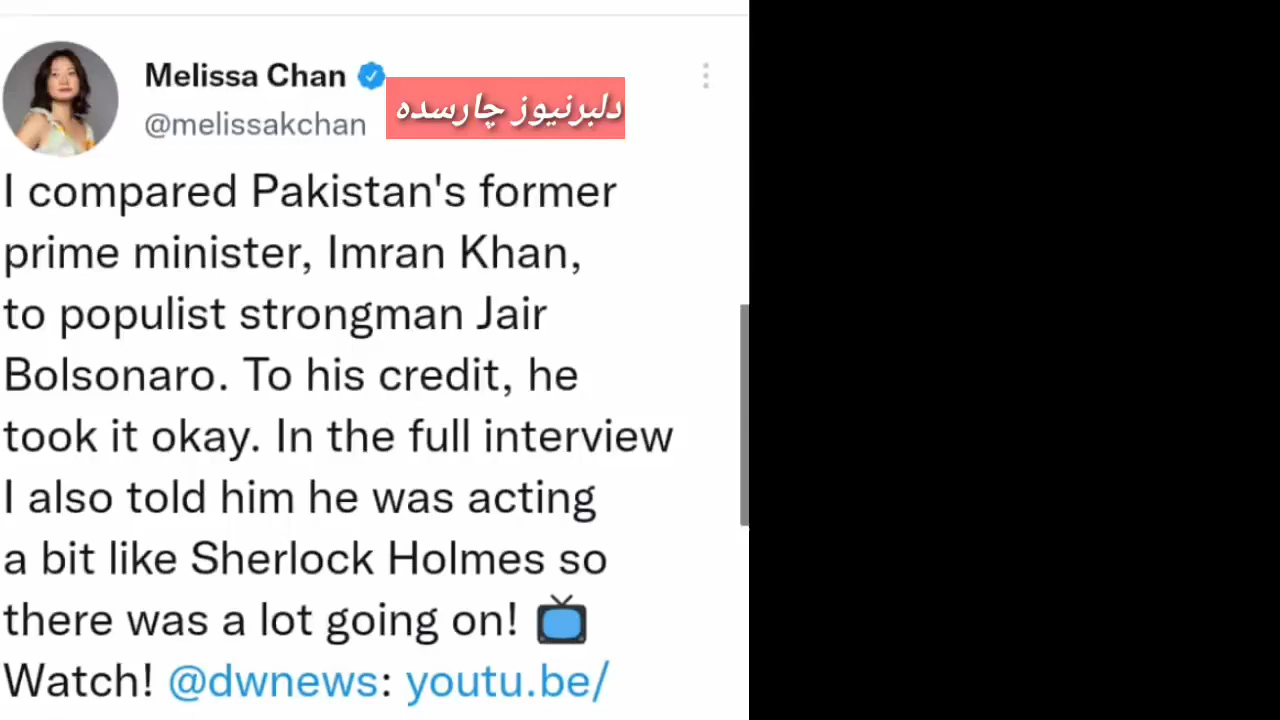 Melissa Chan
@melissakchan
دلبرنیوز چارسده
I compared Pakistan's former
prime minister, Imran Khan,
to populist strongman Jair
Bolsonaro. To his credit, he
took it okay. In the full interview
I also told him he was acting
a bit like Sherlock Holmes so
there was a lot going on! 📺
Watch! @dwnews: youtu.be/